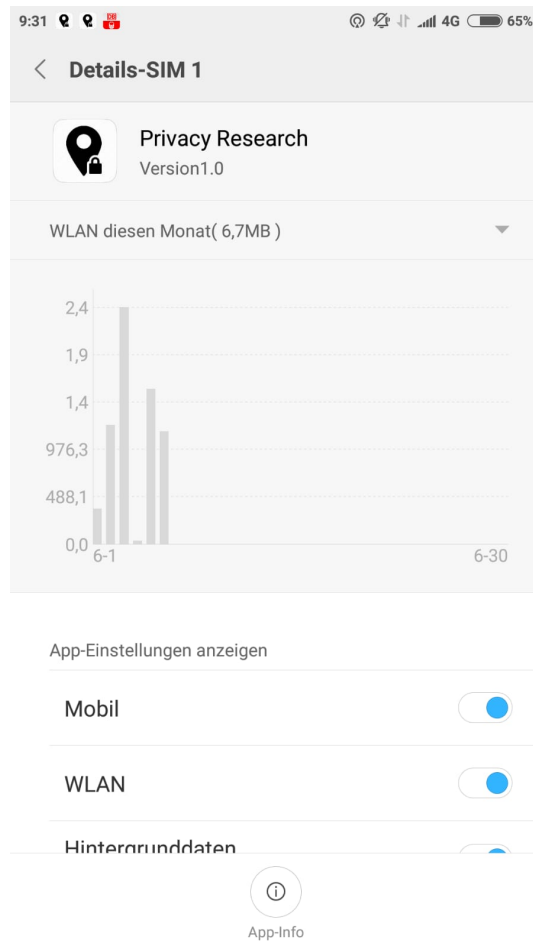 9:31 4G 65%
Details-SIM 1
Privacy Research
Version1.0
WLAN diesen Monat( 6,7MB )
2,4
1,9
1,4
976,3
488,1
0,0
6-1 6-30
App-Einstellungen anzeigen
Mobil
WLAN
Hintergrunddaten
App-Info